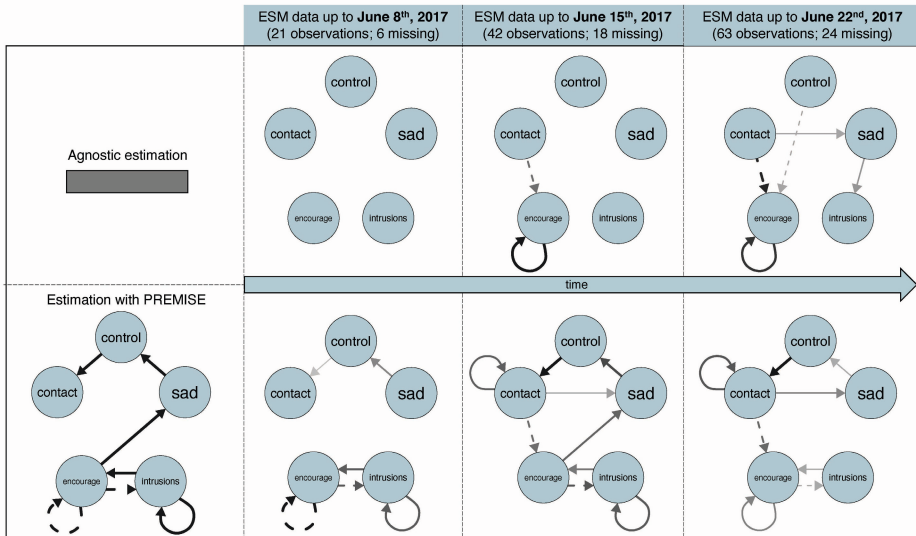 ESM data up to June 8th, 2017
(21 observations; 6 missing)
ESM data up to June 15th, 2017
(42 observations; 18 missing)
ESM data up to June 22nd, 2017
(63 observations; 24 missing)
Agnostic estimation
control
contact
sad
encourage
intrusions
control
contact
sad
encourage
intrusions
control
contact
sad
encourage
intrusions
time
Estimation with PREMISE
control
contact
sad
encourage
intrusions
control
contact
sad
encourage
intrusions
control
contact
sad
encourage
intrusions
control
contact
sad
encourage
intrusions